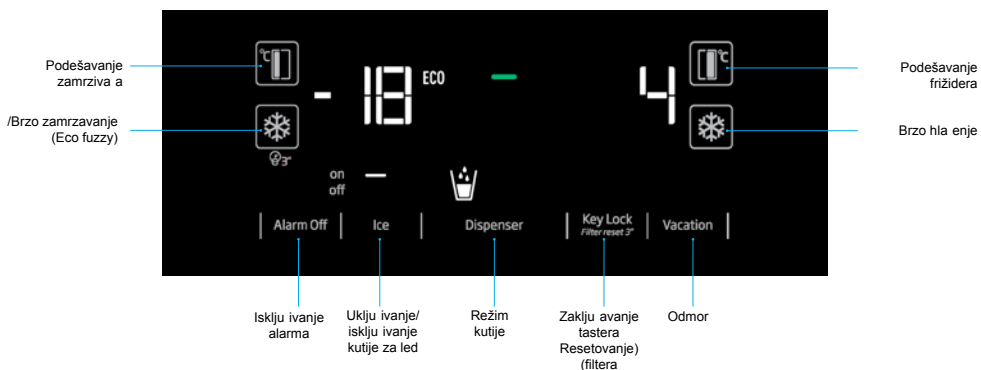 Podešavanje
zamrziva a
/Brzo zamrzavanje
(Eco fuzzy)
°C
- 18 ECO
4
°C
3"
on
off
Podešavanje
frižidera
Brzo hla enje
Alarm Off
Ice
Dispenser
Key Lock
Filter reset 3"
Vacation
Isklju ivanje
alarma
Uklju ivanje/
isklju ivanje
kutije za led
Režim
kutije
Zaklju avanje
tastera
Resetovanje)
(filtera
Odmor